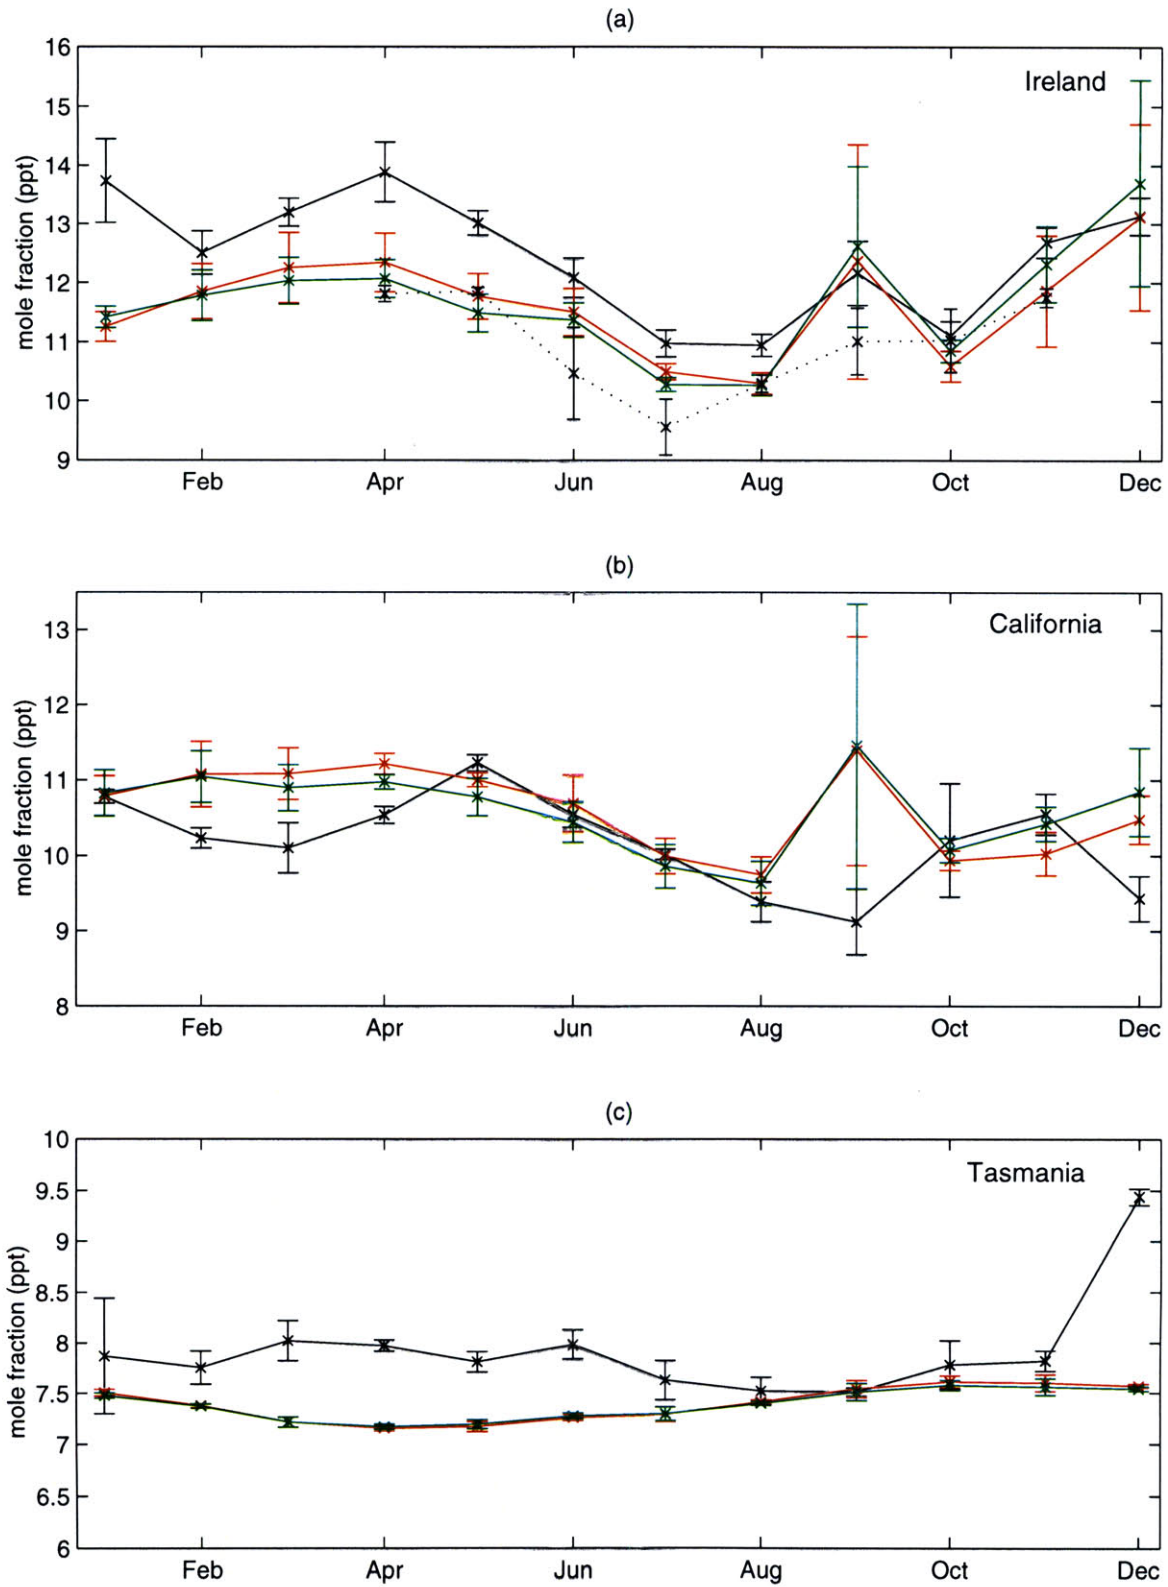 (a)
Ireland
mole fraction (ppt)
16
15
14
13
12
11
10
9
Feb Apr Jun Aug Oct Dec
(b)
California
mole fraction (ppt)
13
12
11
10
9
8
Feb Apr Jun Aug Oct Dec
(c)
Tasmania
mole fraction (ppt)
10
9.5
9
8.5
8
7.5
7
6.5
6
Feb Apr Jun Aug Oct Dec